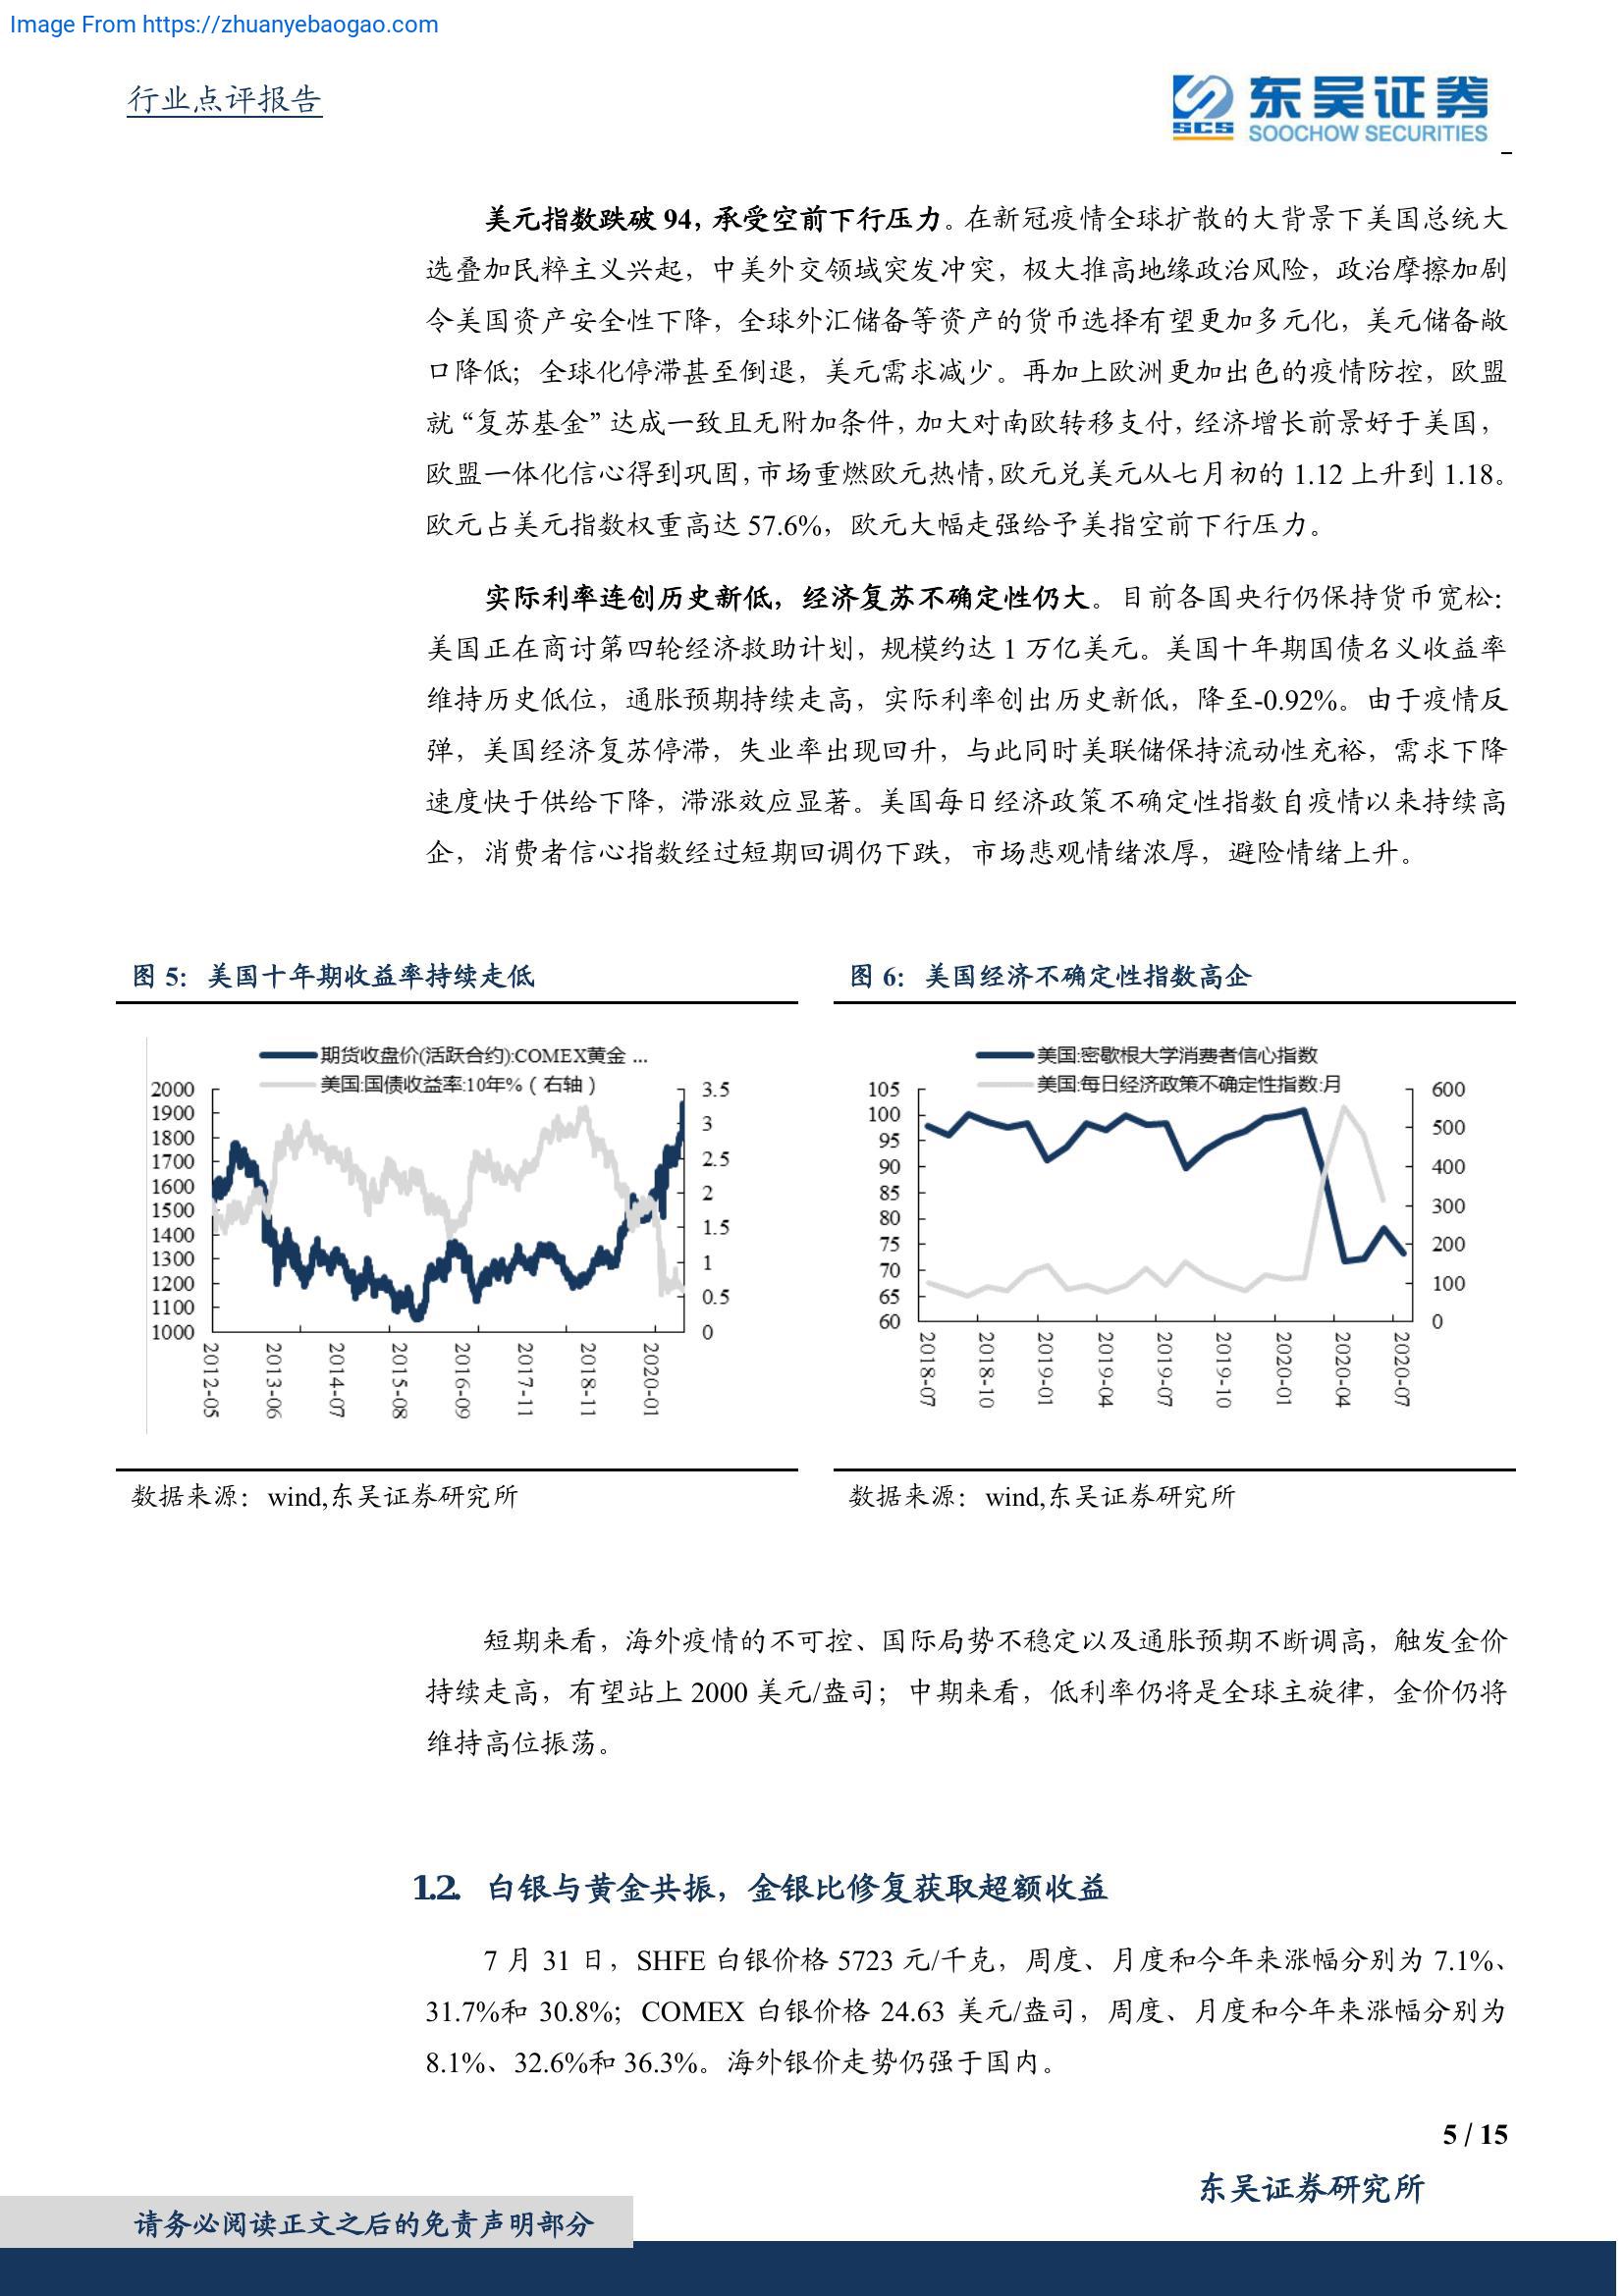 Image From https://zhuanyebaogao.com
行业点评报告
SCS 东吴证券
SOOCHOW SECURITIES
美元指数跌破 94，承受空前下行压力。在新冠疫情全球扩散的大背景下美国总统大
选叠加民粹主义兴起，中美外交领域突发冲突，极大推高地缘政治风险，政治摩擦加剧
令美国资产安全性下降，全球外汇储备等资产的货币选择有望更加多元化，美元储备敞
口降低；全球化停滞甚至倒退，美元需求减少。再加上欧洲更加出色的疫情防控，欧盟
就“复苏基金”达成一致且无附加条件，加大对南欧转移支付，经济增长前景好于美国，
欧盟一体化信心得到巩固，市场重燃欧元热情，欧元兑美元从七月初的 1.12 上升到 1.18。
欧元占美元指数权重高达 57.6%，欧元大幅走强给予美指空前下行压力。
实际利率连创历史新低，经济复苏不确定性仍大。目前各国央行仍保持货币宽松：
美国正在商讨第四轮经济救助计划，规模约达 1 万亿美元。美国十年期国债名义收益率
维持历史低位，通胀预期持续走高，实际利率创出历史新低，降至-0.92%。由于疫情反
弹，美国经济复苏停滞，失业率出现回升，与此同时美联储保持流动性充裕，需求下降
速度快于供给下降，滞涨效应显著。美国每日经济政策不确定性指数自疫情以来持续高
企，消费者信心指数经过短期回调仍下跌，市场悲观情绪浓厚，避险情绪上升。
图 5: 美国十年期收益率持续走低
期货收盘价(活跃合约):COMEX黄金 ...
美国:国债收益率:10年%（右轴）
2000
1900
1800
1700
1600
1500
1400
1300
1200
1100
1000
3.5
3
2.5
2
1.5
1
0.5
0
2012-05
2013-06
2014-07
2015-08
2016-09
2017-11
2018-11
2020-01
数据来源：wind,东吴证券研究所
图 6: 美国经济不确定性指数高企
美国:密歇根大学消费者信心指数
美国:每日经济政策不确定性指数:月
105
100
95
90
85
80
75
70
65
60
600
500
400
300
200
100
0
2018-07
2018-10
2019-01
2019-04
2019-07
2019-10
2020-01
2020-04
2020-07
数据来源：wind,东吴证券研究所
短期来看，海外疫情的不可控、国际局势不稳定以及通胀预期不断调高，触发金价
持续走高，有望站上 2000 美元/盎司；中期来看，低利率仍将是全球主旋律，金价仍将
维持高位振荡。
1.2. 白银与黄金共振，金银比修复获取超额收益
7 月 31 日，SHFE 白银价格 5723 元/千克，周度、月度和今年来涨幅分别为 7.1%、
31.7%和 30.8%；COMEX 白银价格 24.63 美元/盎司，周度、月度和今年来涨幅分别为
8.1%、32.6%和 36.3%。海外银价走势仍强于国内。
5 / 15
东吴证券研究所
请务必阅读正文之后的免责声明部分